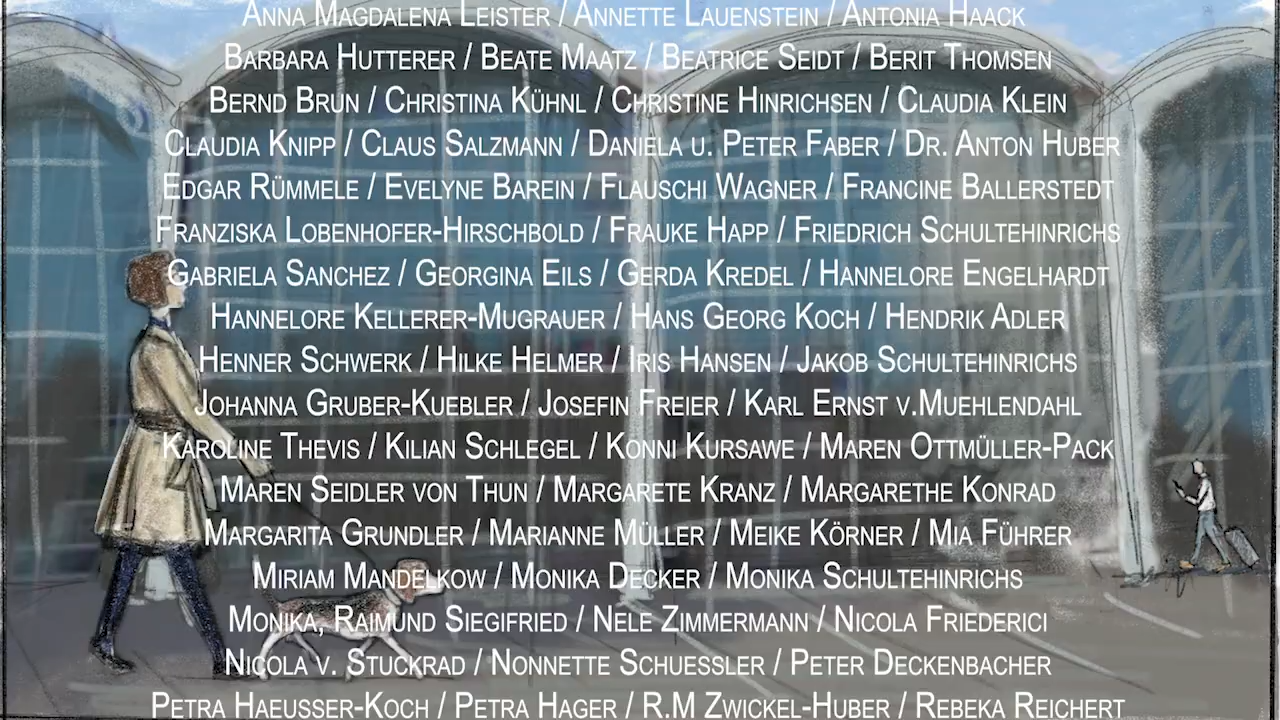 Anna Magdalena Leister / Annette Lauenstein / Antonia Haack
Barbara Hutterer / Beate Maatz / Beatrice Seidt / Berit Thomsen
Bernd Brun / Christina Kühnl / Christine Hinrichsen / Claudia Klein
Claudia Knipp / Claus Salzmann / Daniela u. Peter Faber / Dr. Anton Huber
Edgar Rümmele / Evelyne Barein / Flauschi Wagner / Francine Ballerstedt
Franziska Lobenhofer-Hirschbold / Frauke Happ / Friedrich Schultehinrichs
Gabriela Sanchez / Georgina Eils / Gerda Kredel / Hannelore Engelhardt
Hannelore Kellerer-Mugrauer / Hans Georg Koch / Hendrik Adler
Henner Schwerk / Hilke Helmer / Iris Hansen / Jakob Schultehinrichs
Johanna Gruber-Kuebler / Josefin Freier / Karl Ernst v.Muehlendahl
Karoline Thevis / Kilian Schlegel / Konni Kursawe / Maren Ottmüller-Pack
Maren Seidler von Thun / Margarete Kranz / Margarethe Konrad
Margarita Grundler / Marianne Müller / Meike Körner / Mia Führer
Miriam Mandelkow / Monika Decker / Monika Schultehinrichs
Monika, Raimund Siegifried / Nele Zimmermann / Nicola Friederici
Nicola v. Stuckrad / Nonnette Schuessler / Peter Deckenbacher
Petra Haeusser-Koch / Petra Hager / R.M Zwickel-Huber / Rebeka Reichert